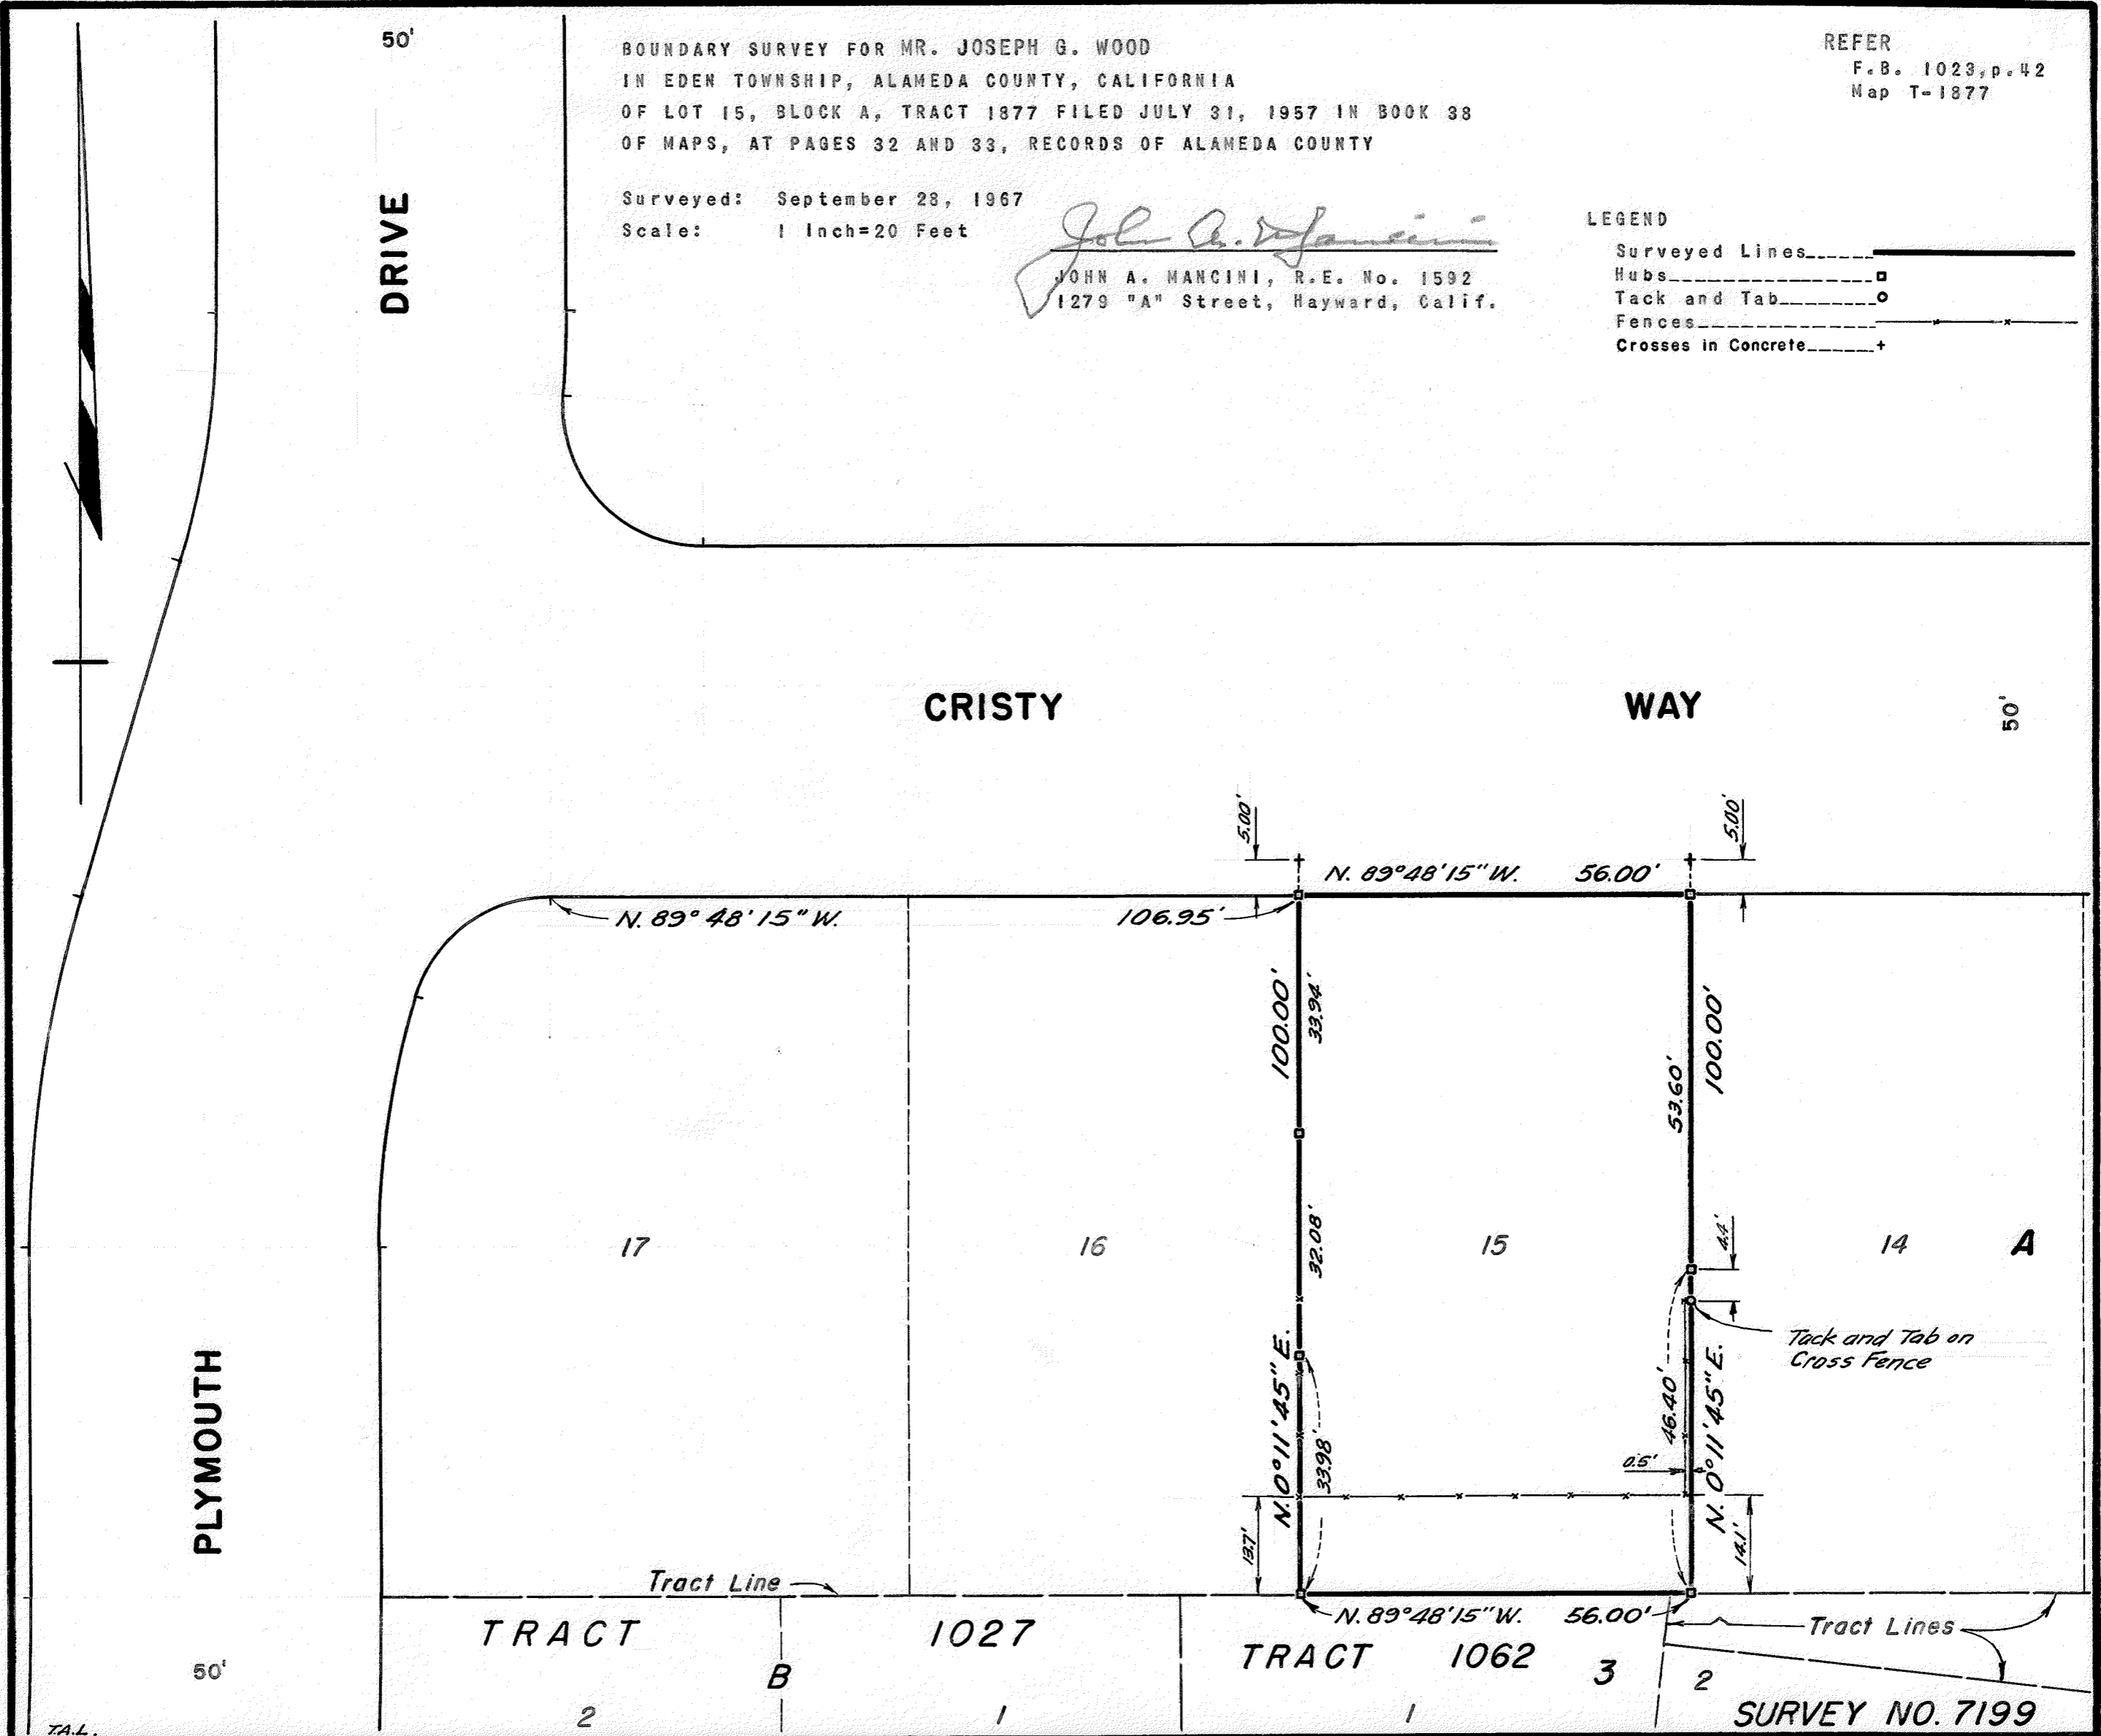 50'
BOUNDARY SURVEY FOR MR. JOSEPH G. WOOD
IN EDEN TOWNSHIP, ALAMEDA COUNTY, CALIFORNIA
OF LOT 15, BLOCK A, TRACT 1877 FILED JULY 31, 1957 IN BOOK 38
OF MAPS, AT PAGES 32 AND 33, RECORDS OF ALAMEDA COUNTY
REFER
F.B. 1023, p.42
Map T-1877
Surveyed: September 28, 1967
Scale: 1 Inch=20 Feet
John A. Mancini
JOHN A. MANCINI, R.E. No. 1592
1279 "A" Street, Hayward, Calif.
LEGEND
Surveyed Lines
Hubs
Tack and Tab
Fences
Crosses in Concrete
DRIVE
CRISTY WAY
50'
5.00'
5.00'
N. 89°48'15" W. 56.00'
N. 89°48'15" W.
106.95'
100.00'
33.94'
53.60'
100.00'
32.08'
4.4'
17
16
15
14
A
Tack and Tab on
Cross Fence
N. 0°11'45" E.
33.98'
46.40'
N. 0°11'45" E.
0.5'
13.7'
14.1'
PLYMOUTH
Tract Line
N. 89°48'15" W. 56.00'
Tract Lines
TRACT 1027
TRACT 1062
50'
B
3
2
2
1
1
SURVEY NO. 7199
T.A.L.